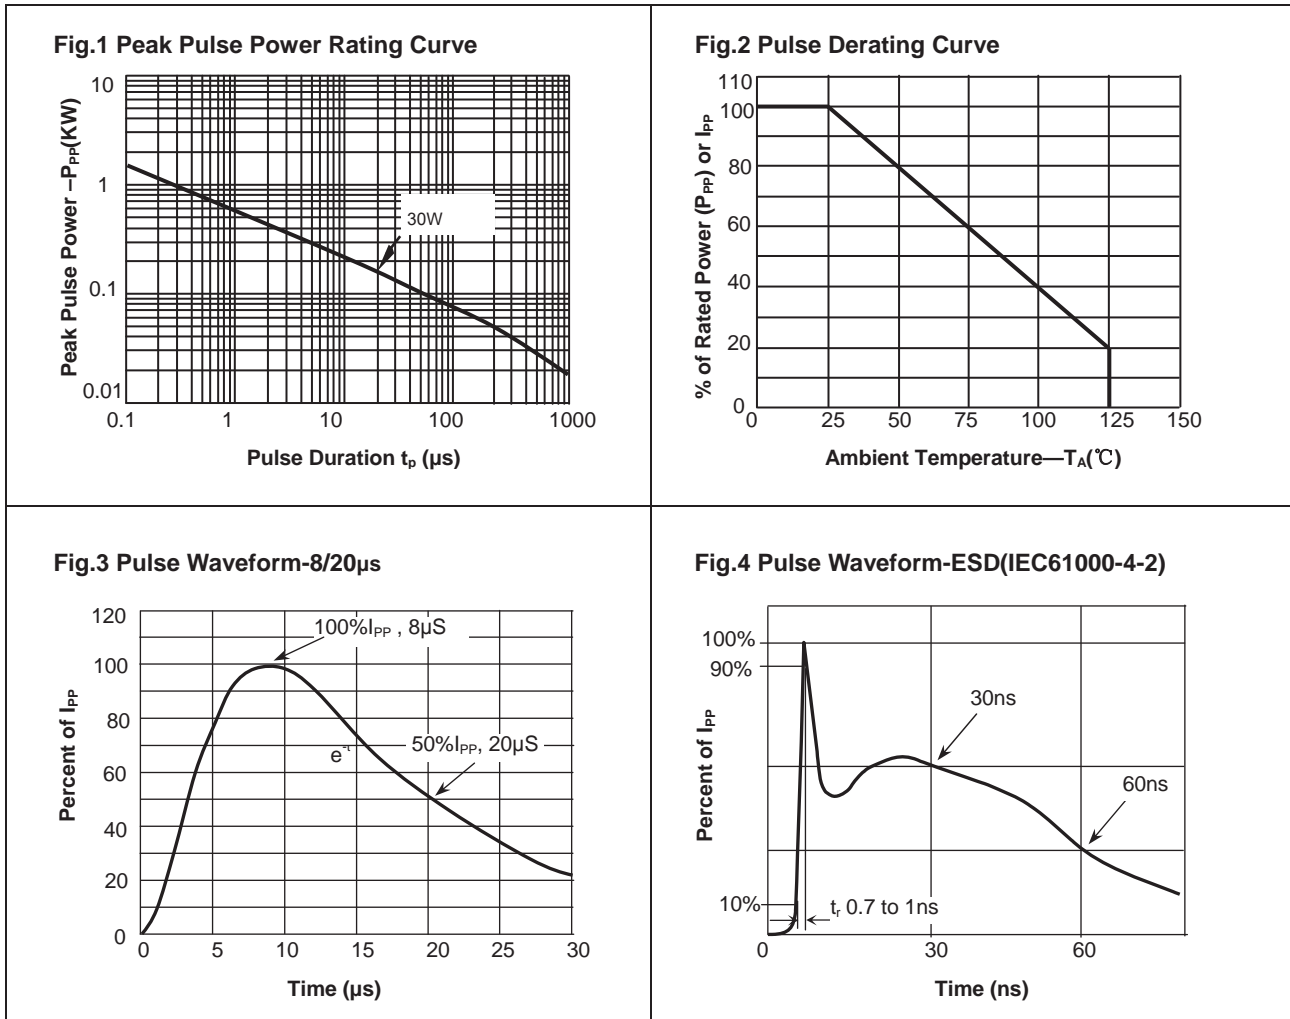 Fig.1 Peak Pulse Power Rating Curve
Peak Pulse Power –PPP(KW)
10
1
0.1
0.01
30W
0.1 1 10 100 1000
Pulse Duration tp (µs)
Fig.2 Pulse Derating Curve
% of Rated Power (PPP) or IPP
110
100
80
60
40
20
0
0 25 50 75 100 125 150
Ambient Temperature—TA(℃)
Fig.3 Pulse Waveform-8/20µs
Percent of IPP
120
100
80
60
40
20
0
100%IPP , 8µS
e-t
50%IPP, 20µS
0 5 10 15 20 25 30
Time (µs)
Fig.4 Pulse Waveform-ESD(IEC61000-4-2)
Percent of IPP
100%
90%
10%
30ns
60ns
tr 0.7 to 1ns
0 30 60
Time (ns)